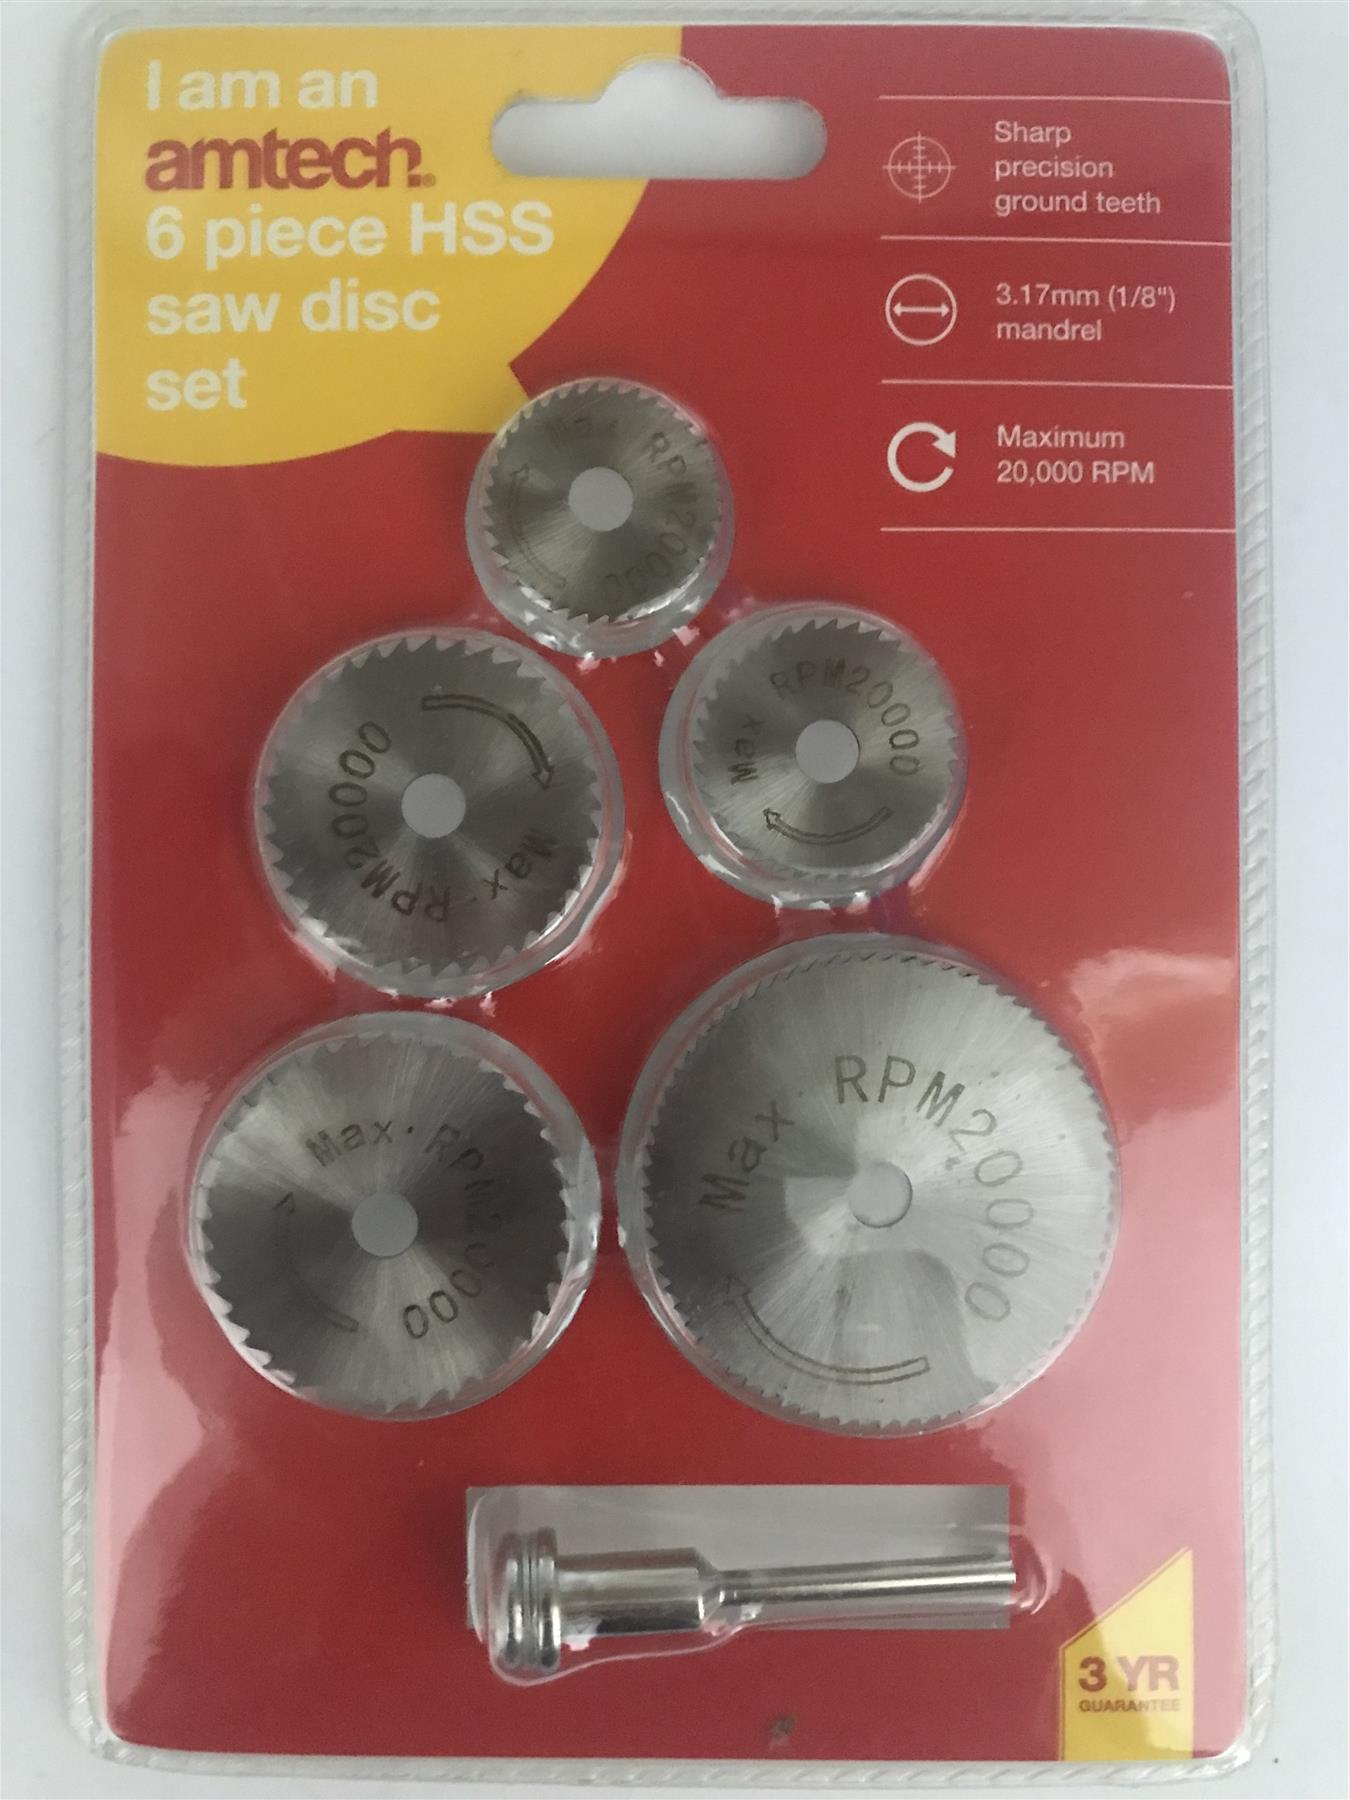 I am an
amtech®
6 piece HSS
saw disc
set
Sharp
precision
ground teeth
3.17mm (1/8")
mandrel
Maximum
20,000 RPM
Max RPM20000
Max RPM20000
Max·RPM20000
Max·RPM20000
Max RPM20000
3 YR
GUARANTEE